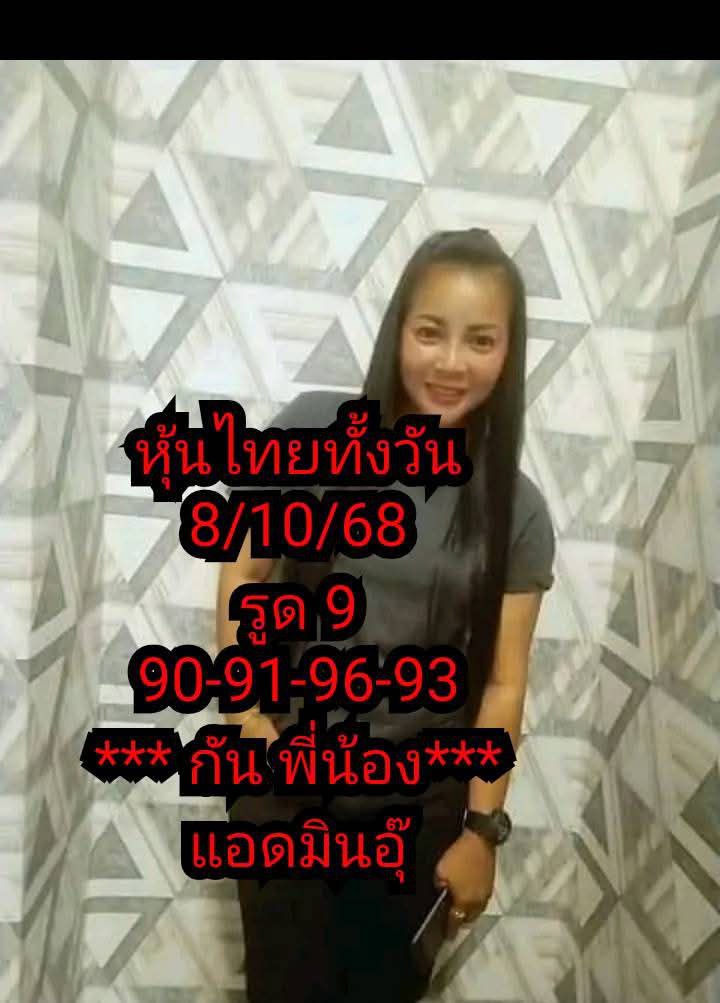 หุ้นไทยทั้งวัน
8/10/68
รูด 9
90-91-96-93
*** กัน พี่น้อง***
แอดมินอุ๊